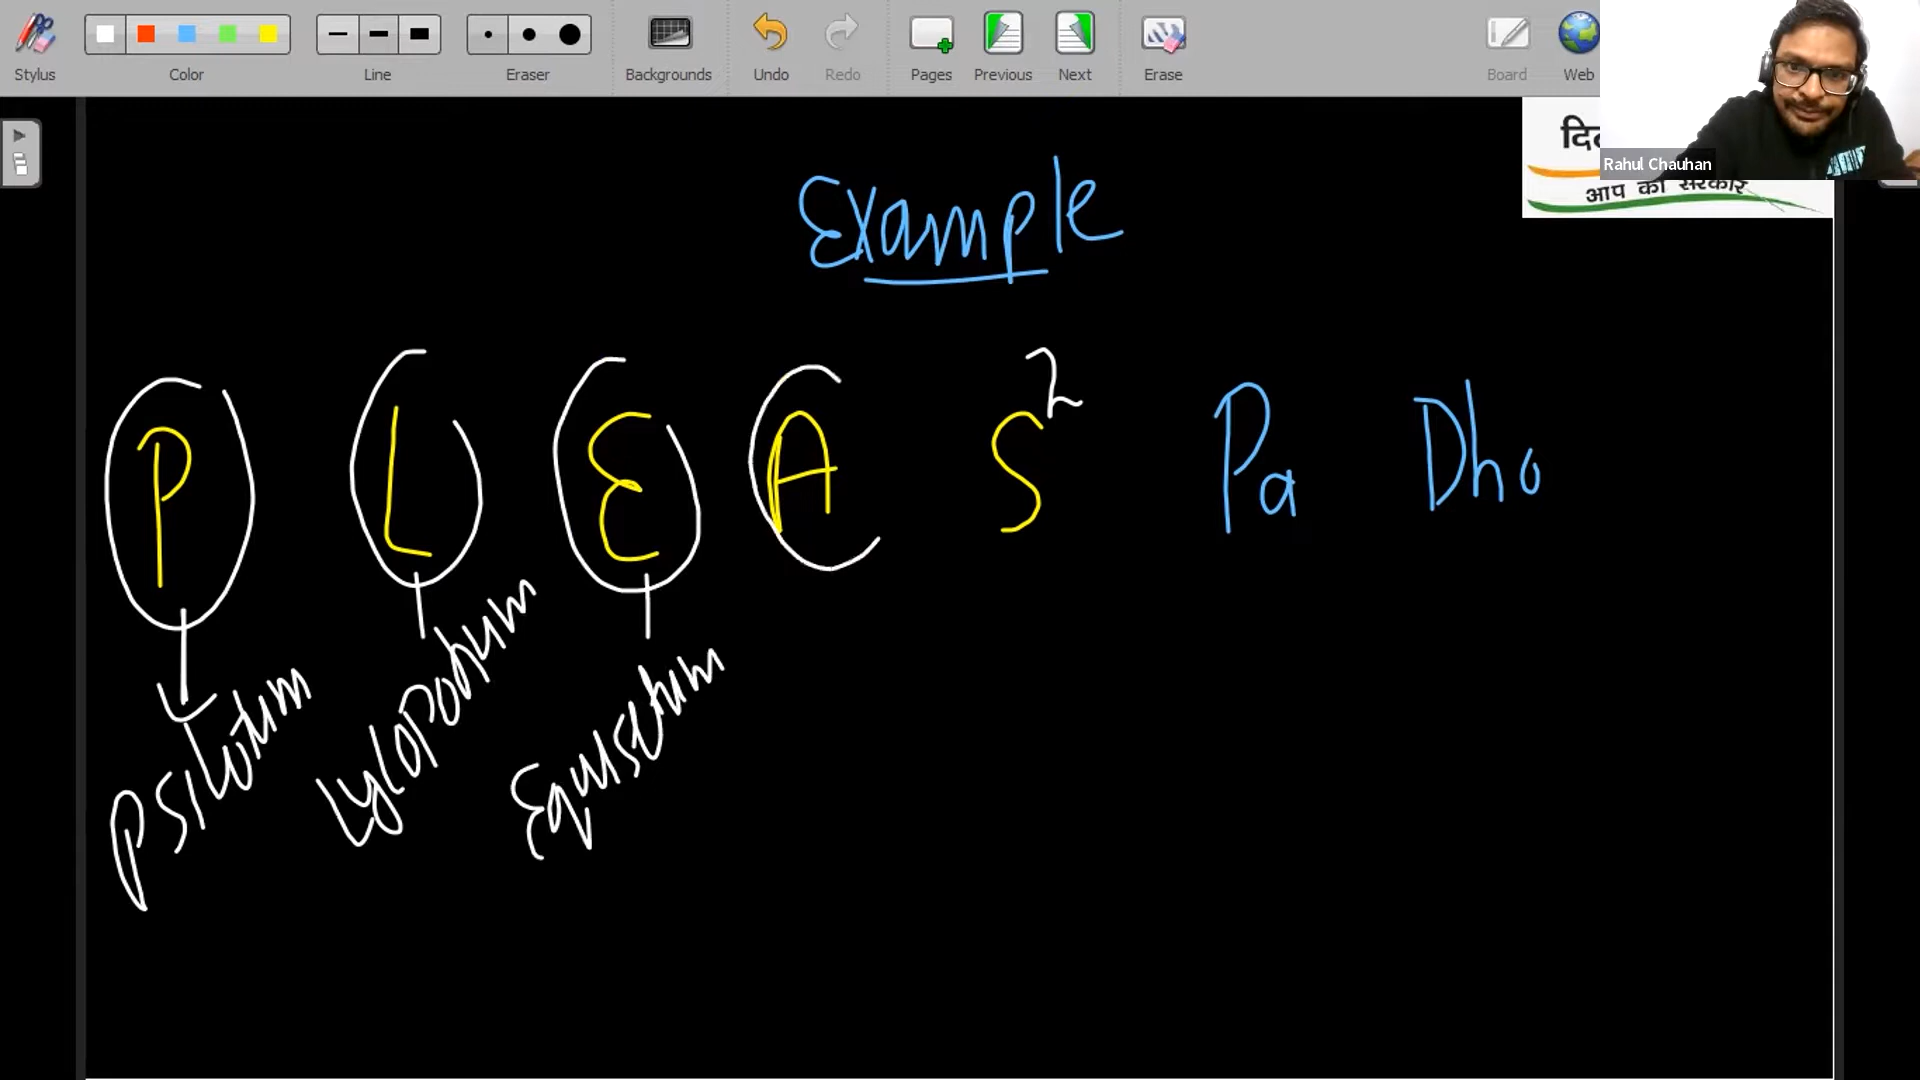 Stylus Color Line Eraser Backgrounds Undo Redo Pages Previous Next Erase Board Web
Rahul Chauhan
आप की सरकार
Example
P L E A S2 Pa Dho
Psilotum Lycopodium Equisetum